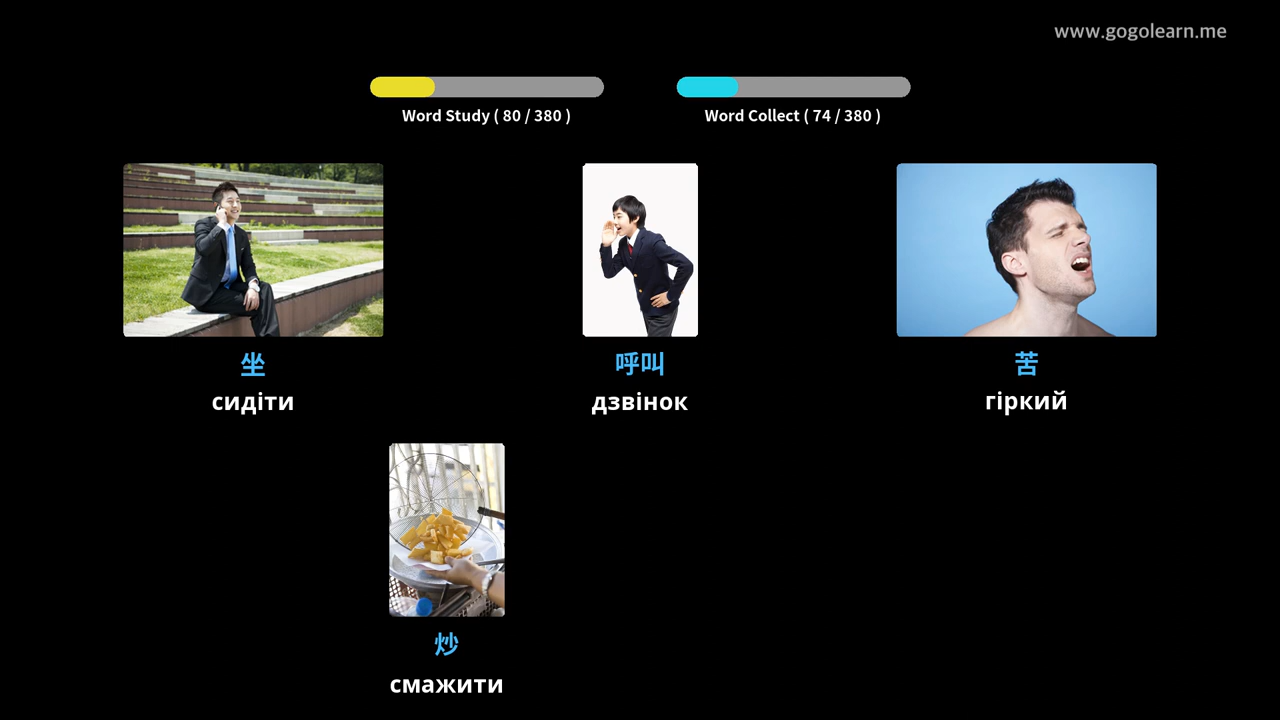 www.gogolearn.me
Word Study ( 80 / 380 )
Word Collect ( 74 / 380 )
坐
呼叫
苦
сидіти
дзвінок
гіркий
炒
смажити